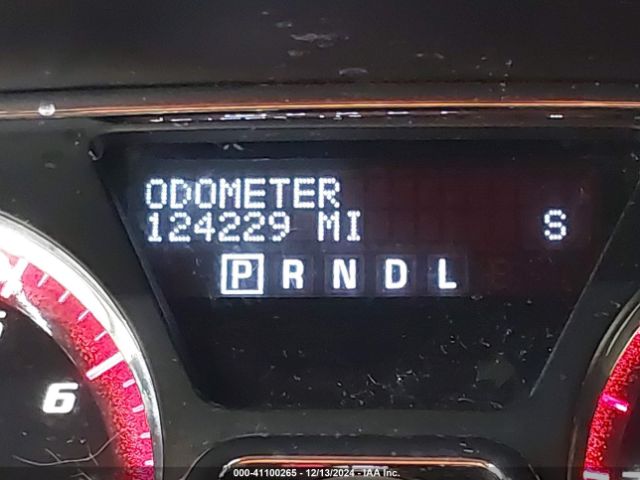 ODOMETER
124229 MI S
P R N D L
6
000-41100265 - 12/13/2024 - IAA Inc.